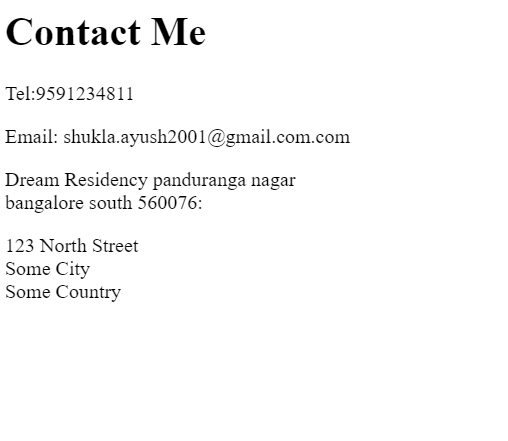 Contact Me
Tel:9591234811
Email: shukla.ayush2001@gmail.com.com
Dream Residency panduranga nagar
bangalore south 560076:
123 North Street
Some City
Some Country